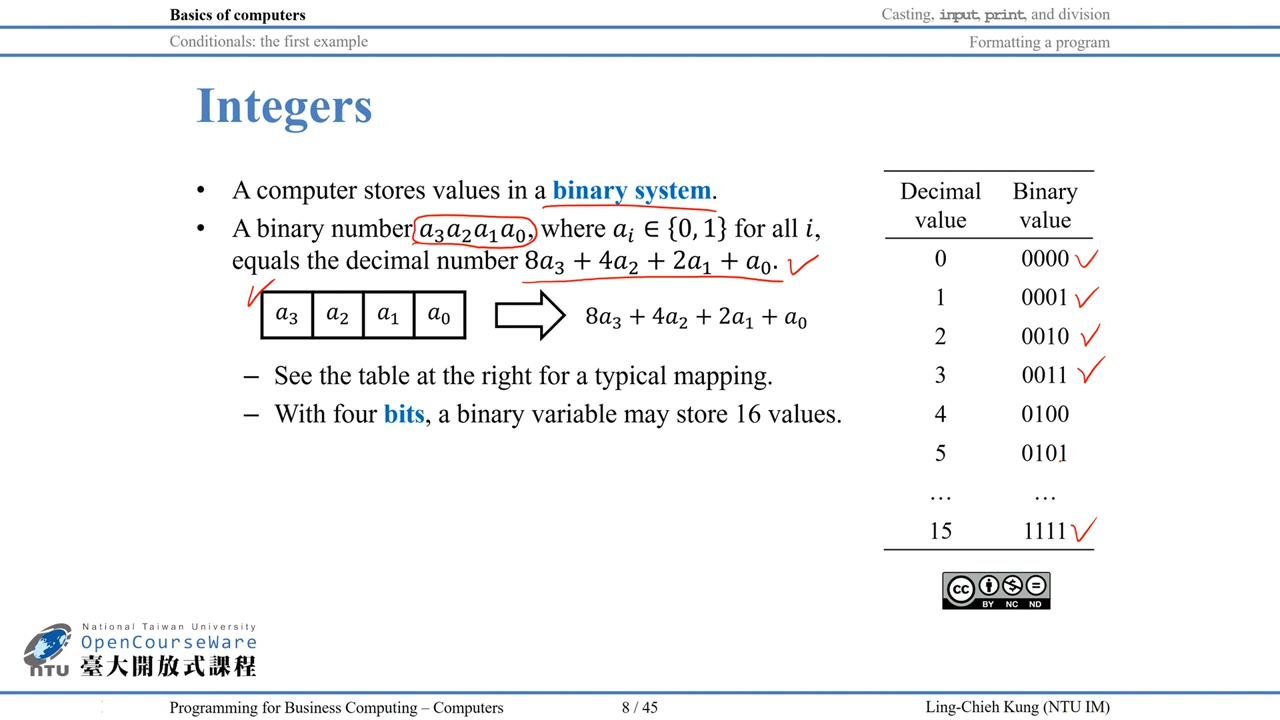 Basics of computers
Casting, input, print, and division
Conditionals: the first example
Formatting a program
Integers
• A computer stores values in a binary system.
• A binary number a₃a₂a₁a₀, where aᵢ ∈ {0, 1} for all i,
equals the decimal number 8a₃ + 4a₂ + 2a₁ + a₀.
a₃ a₂ a₁ a₀ 8a₃ + 4a₂ + 2a₁ + a₀
– See the table at the right for a typical mapping.
– With four bits, a binary variable may store 16 values.
Decimal value Binary value
0 0000
1 0001
2 0010
3 0011
4 0100
5 0101
… …
15 1111
cc BY NC ND
National Taiwan University
OpenCourseWare
NTU 臺大開放式課程
Programming for Business Computing – Computers
8 / 45
Ling-Chieh Kung (NTU IM)